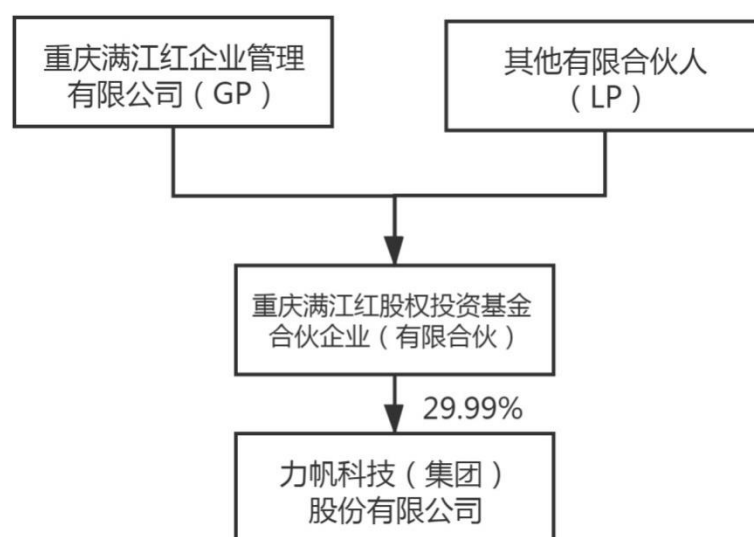 重庆满江红企业管理
有限公司（GP）
其他有限合伙人
（LP）
重庆满江红股权投资基金
合伙企业（有限合伙）
29.99%
力帆科技（集团）
股份有限公司